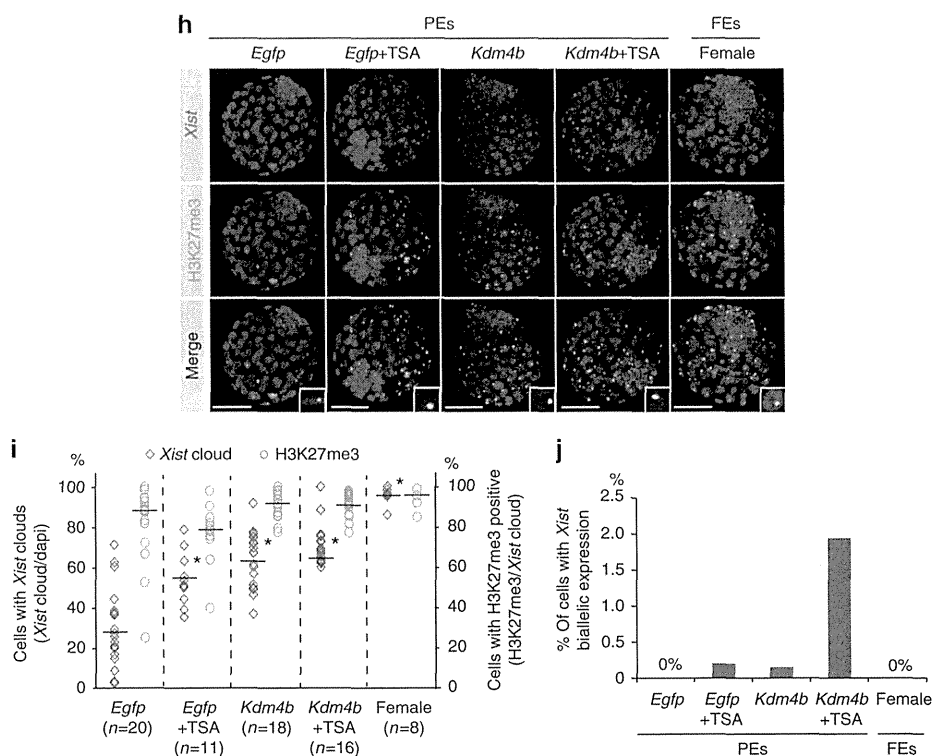 h
PEs
FEs
Egfp
Egfp+TSA
Kdm4b
Kdm4b+TSA
Female
Xist
H3K27me3
Merge
i
% ◇ Xist cloud ○ H3K27me3 %
Cells with Xist clouds
(Xist cloud/dapi)
100
80
60
40
20
0
*
*
*
*
100
80
60
40
20
0
Cells with H3K27me3 positive
(H3K27me3/Xist cloud)
Egfp
(n=20)
Egfp
+TSA
(n=11)
Kdm4b
(n=18)
Kdm4b
+TSA
(n=16)
Female
(n=8)
j
%
% Of cells with Xist
biallelic expression
2.5
2.0
1.5
1.0
0.5
0
0%
0%
Egfp
Egfp
+TSA
Kdm4b
Kdm4b
+TSA
Female
PEs
FEs